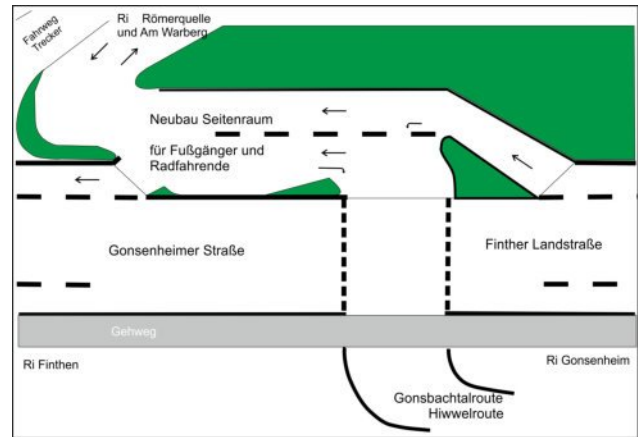 Fahrweg
Trecker
Ri Römerquelle
und Am Warberg
Neubau Seitenraum
für Fußgänger und
Radfahrende
Gonsenheimer Straße
Finther Landstraße
Gehweg
Ri Finthen
Ri Gonsenheim
Gonsbachtalroute
Hiwwelroute